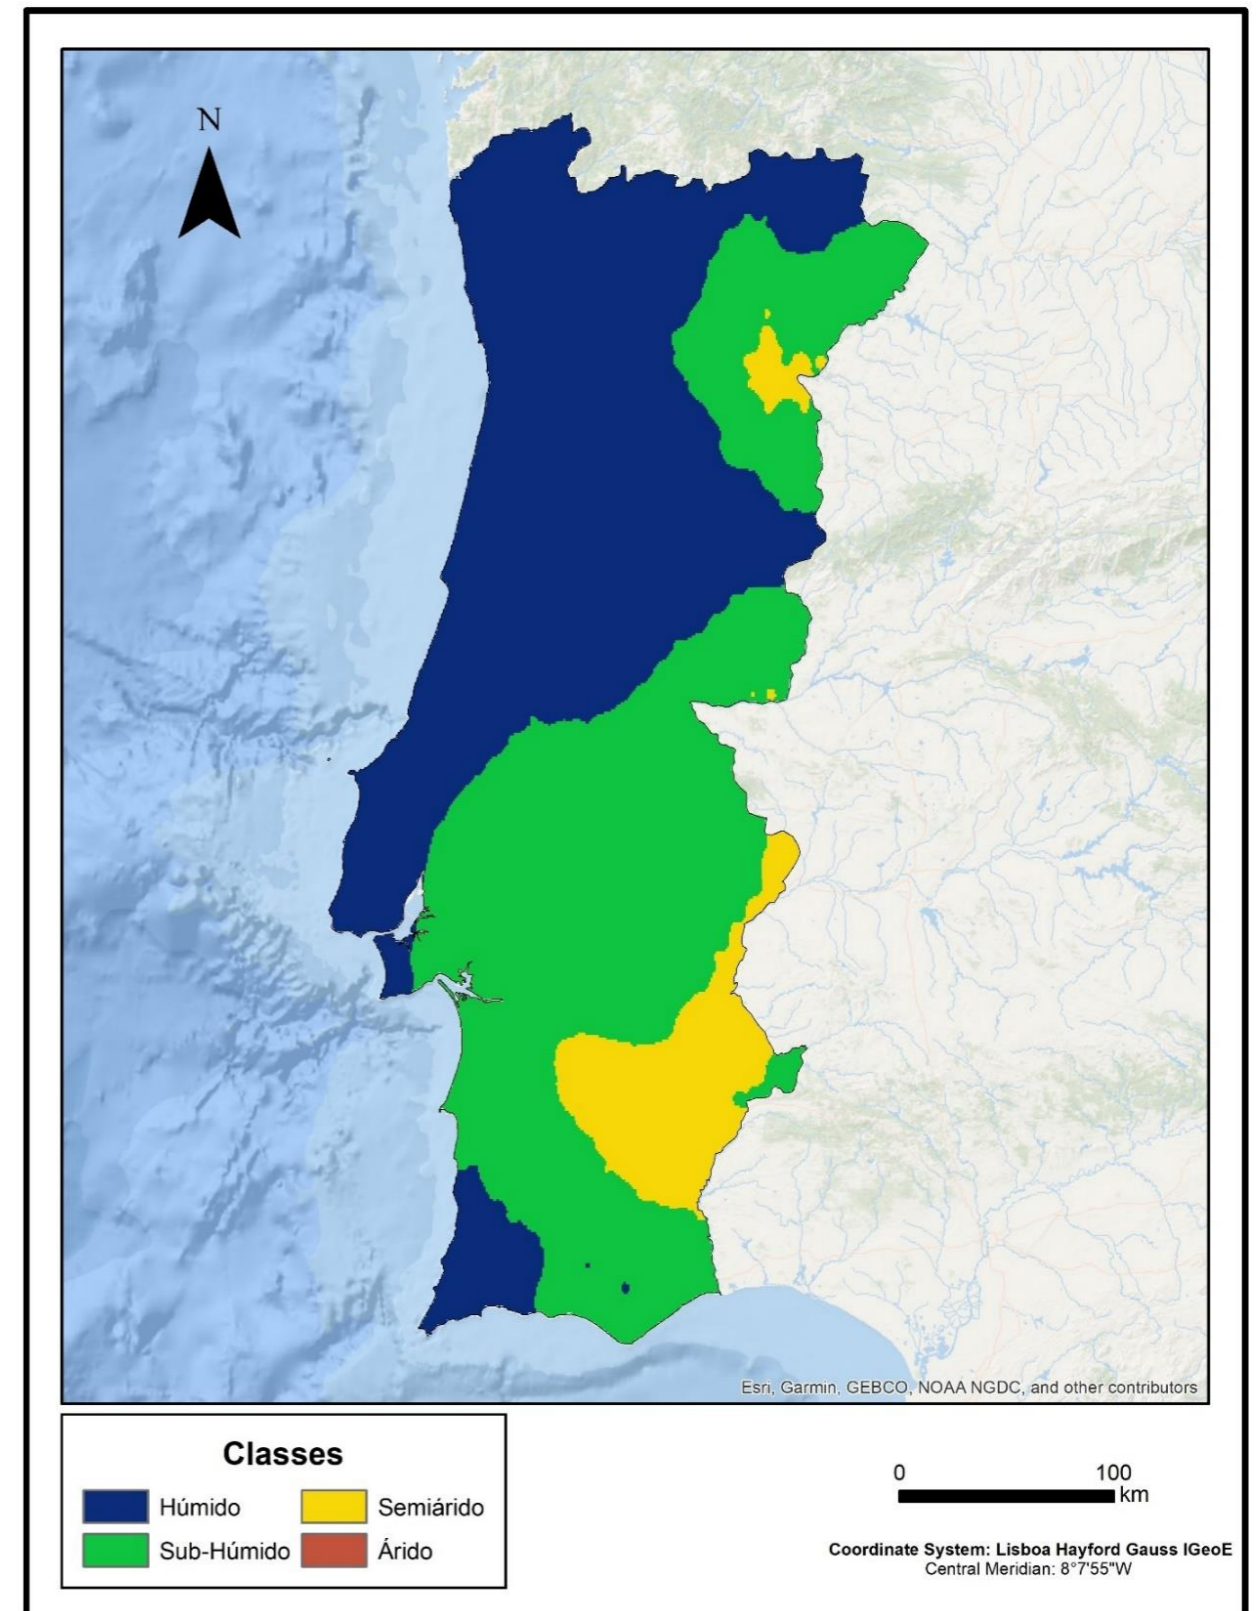 N
Esri, Garmin, GEBCO, NOAA NGDC, and other contributors
Classes
Húmido
Semiárido
Sub-Húmido
Árido
0 100
km
Coordinate System: Lisboa Hayford Gauss IGeoE
Central Meridian: 8°7'55"W